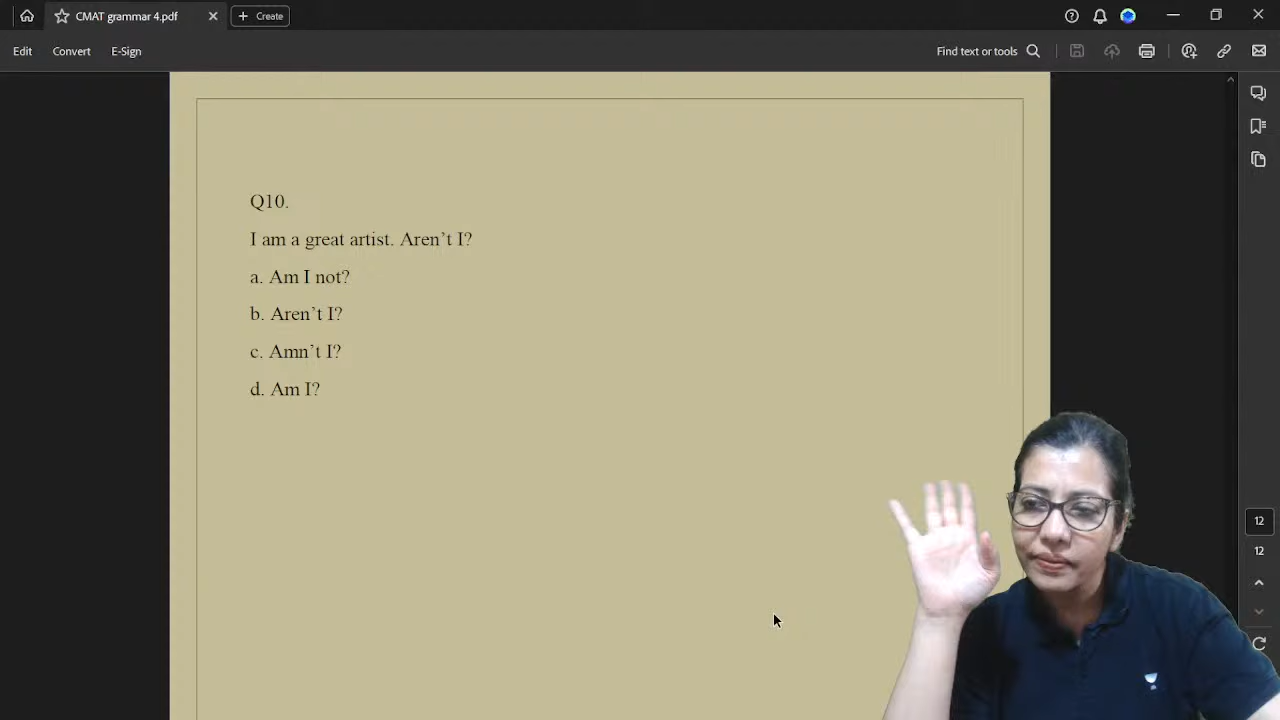 CMAT grammar 4.pdf
Create
Edit
Convert
E-Sign
Find text or tools
Q10.
I am a great artist. Aren’t I?
a. Am I not?
b. Aren’t I?
c. Amn’t I?
d. Am I?
12
12